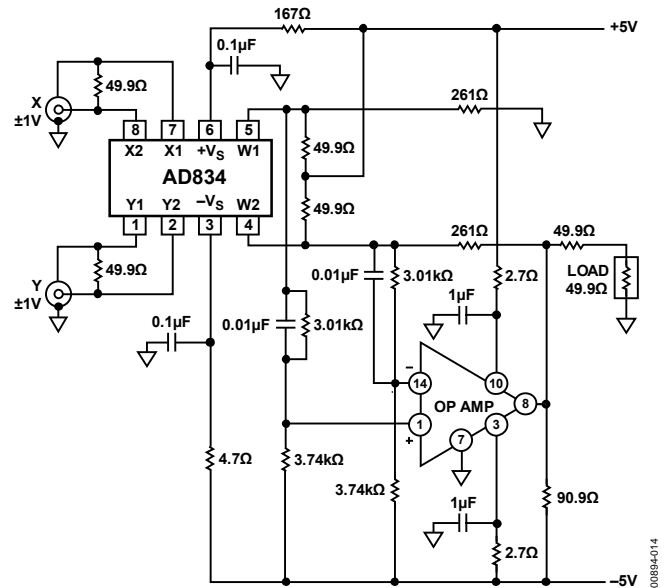 167Ω
+5V
0.1µF
X
±1V
49.9Ω
261Ω
8 7 6 5
X2 X1 +VS W1
AD834
Y1 Y2 –VS W2
1 2 3 4
49.9Ω
49.9Ω
261Ω
49.9Ω
Y
±1V
49.9Ω
0.01µF
3.01kΩ
2.7Ω
LOAD
49.9Ω
1µF
0.1µF
0.01µF
3.01kΩ
–
14
10
OP AMP
8
1
+
7
3
4.7Ω
3.74kΩ
3.74kΩ
1µF
90.9Ω
2.7Ω
–5V
00894-014